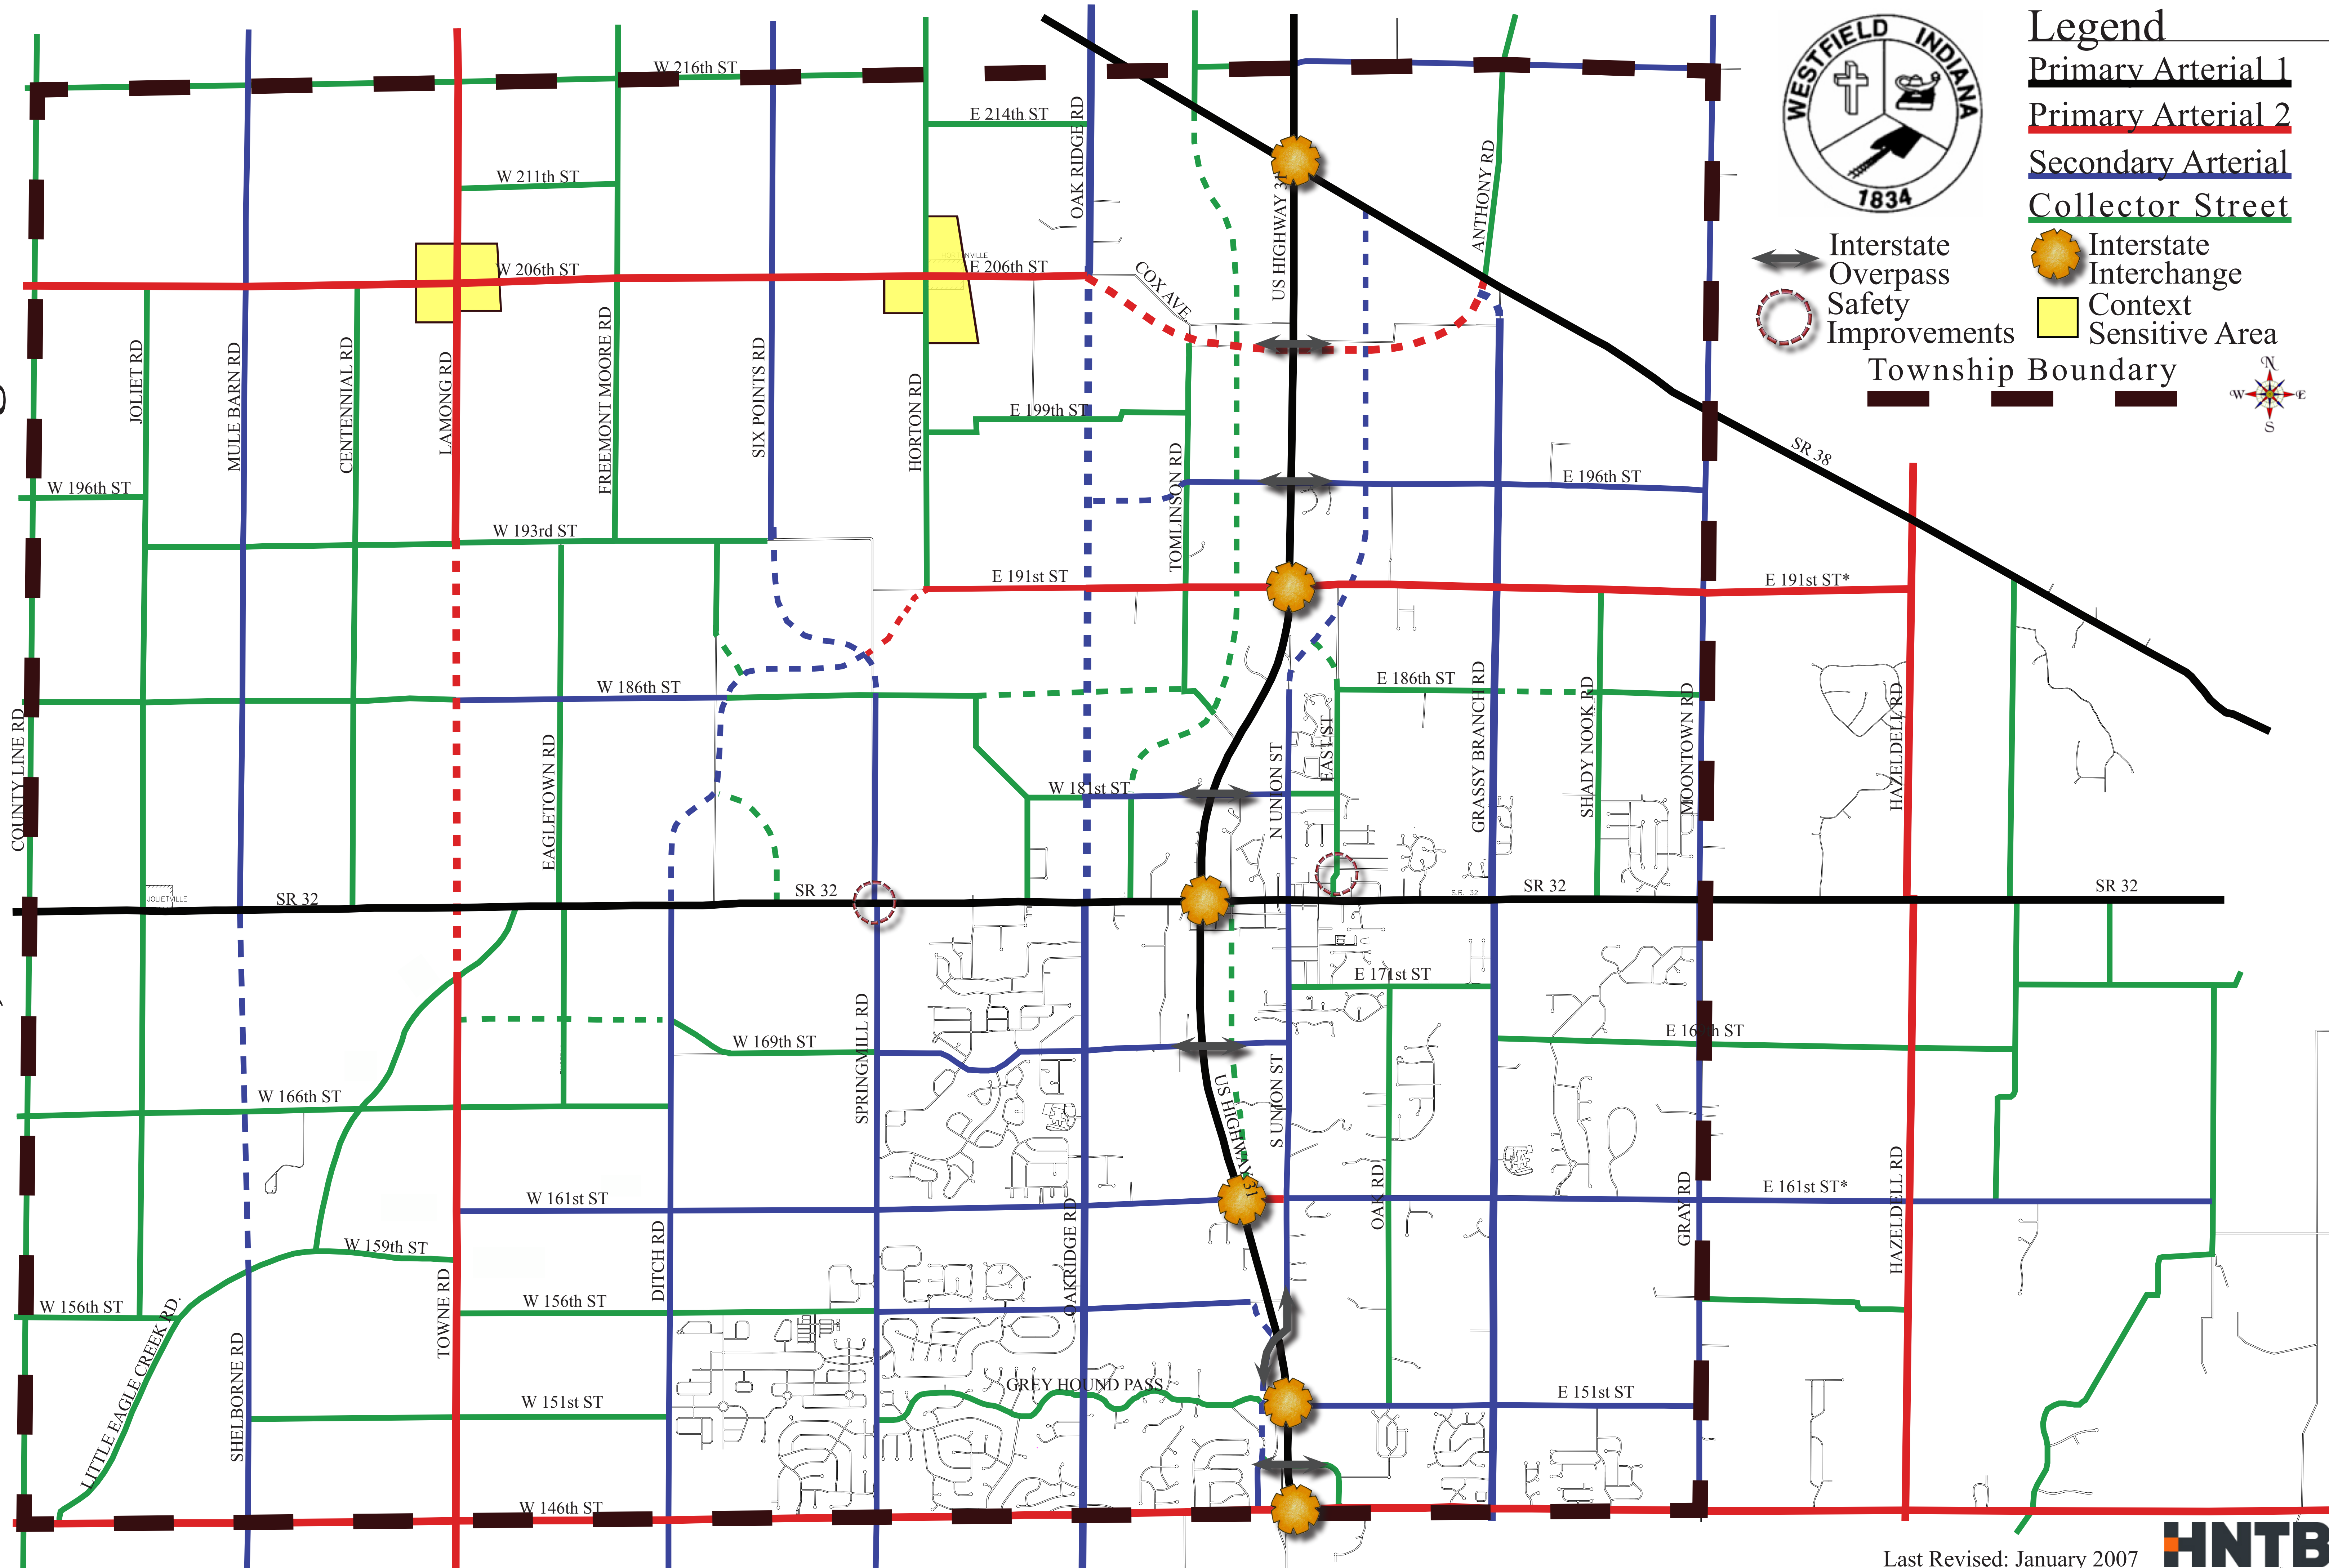 Legend
Primary Arterial 1
Primary Arterial 2
Secondary Arterial
Collector Street
Interstate
Overpass
Interstate
Interchange
Safety
Improvements
Context
Sensitive Area
Township Boundary
N
W
E
S
WESTFIELD INDIANA
1834
W 216th ST
E 214th ST
W 211th ST
OAK RIDGE RD
US HIGHWAY 31
ANTHONY RD
W 206th ST
E 206th ST
COX AVE.
JOLIET RD
MULE BARN RD
CENTENNIAL RD
LAMONG RD
FREEMONT MOORE RD
SIX POINTS RD
HORTON RD
E 199th ST
TOMLINSON RD
SR 38
W 196th ST
E 196th ST
W 193rd ST
E 191st ST
E 191st ST*
W 186th ST
E 186th ST
COUNTY LINE RD
EAGLETOWN RD
W 181st ST
N UNION ST
EAST ST
GRASSY BRANCH RD
SHADY NOOK RD
MOONTOWN RD
HAZELDELL RD
JOLIETVILLE
SR 32
SR 32
S.R. 32
SR 32
SR 32
E 171st ST
SPRINGMILL RD
W 169th ST
E 169th ST
W 166th ST
US HIGHWAY 31
S UNION ST
W 161st ST
E 161st ST*
OAKRIDGE RD
OAK RD
GRAY RD
HAZELDELL RD
W 159th ST
TOWNE RD
DITCH RD
W 156th ST
W 156th ST
LITTLE EAGLE CREEK RD.
SHELBORNE RD
GREY HOUND PASS
W 151st ST
E 151st ST
W 146th ST
Last Revised: January 2007
HNTB